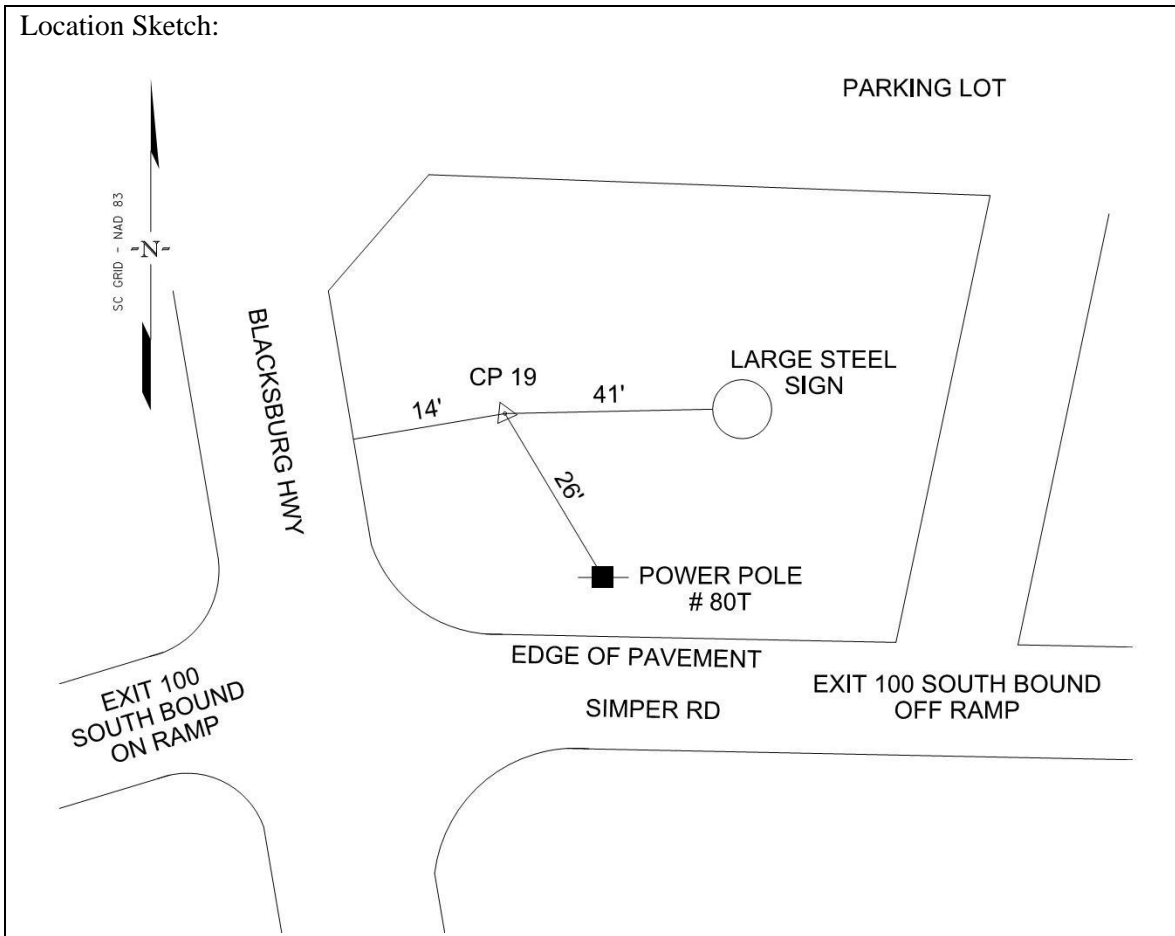 Location Sketch:
PARKING LOT
SC GRID - NAD 83
-N-
BLACKSBURG HWY
CP 19
14'
41'
LARGE STEEL
SIGN
26'
POWER POLE
# 80T
EDGE OF PAVEMENT
SIMPER RD
EXIT 100
SOUTH BOUND
ON RAMP
EXIT 100 SOUTH BOUND
OFF RAMP